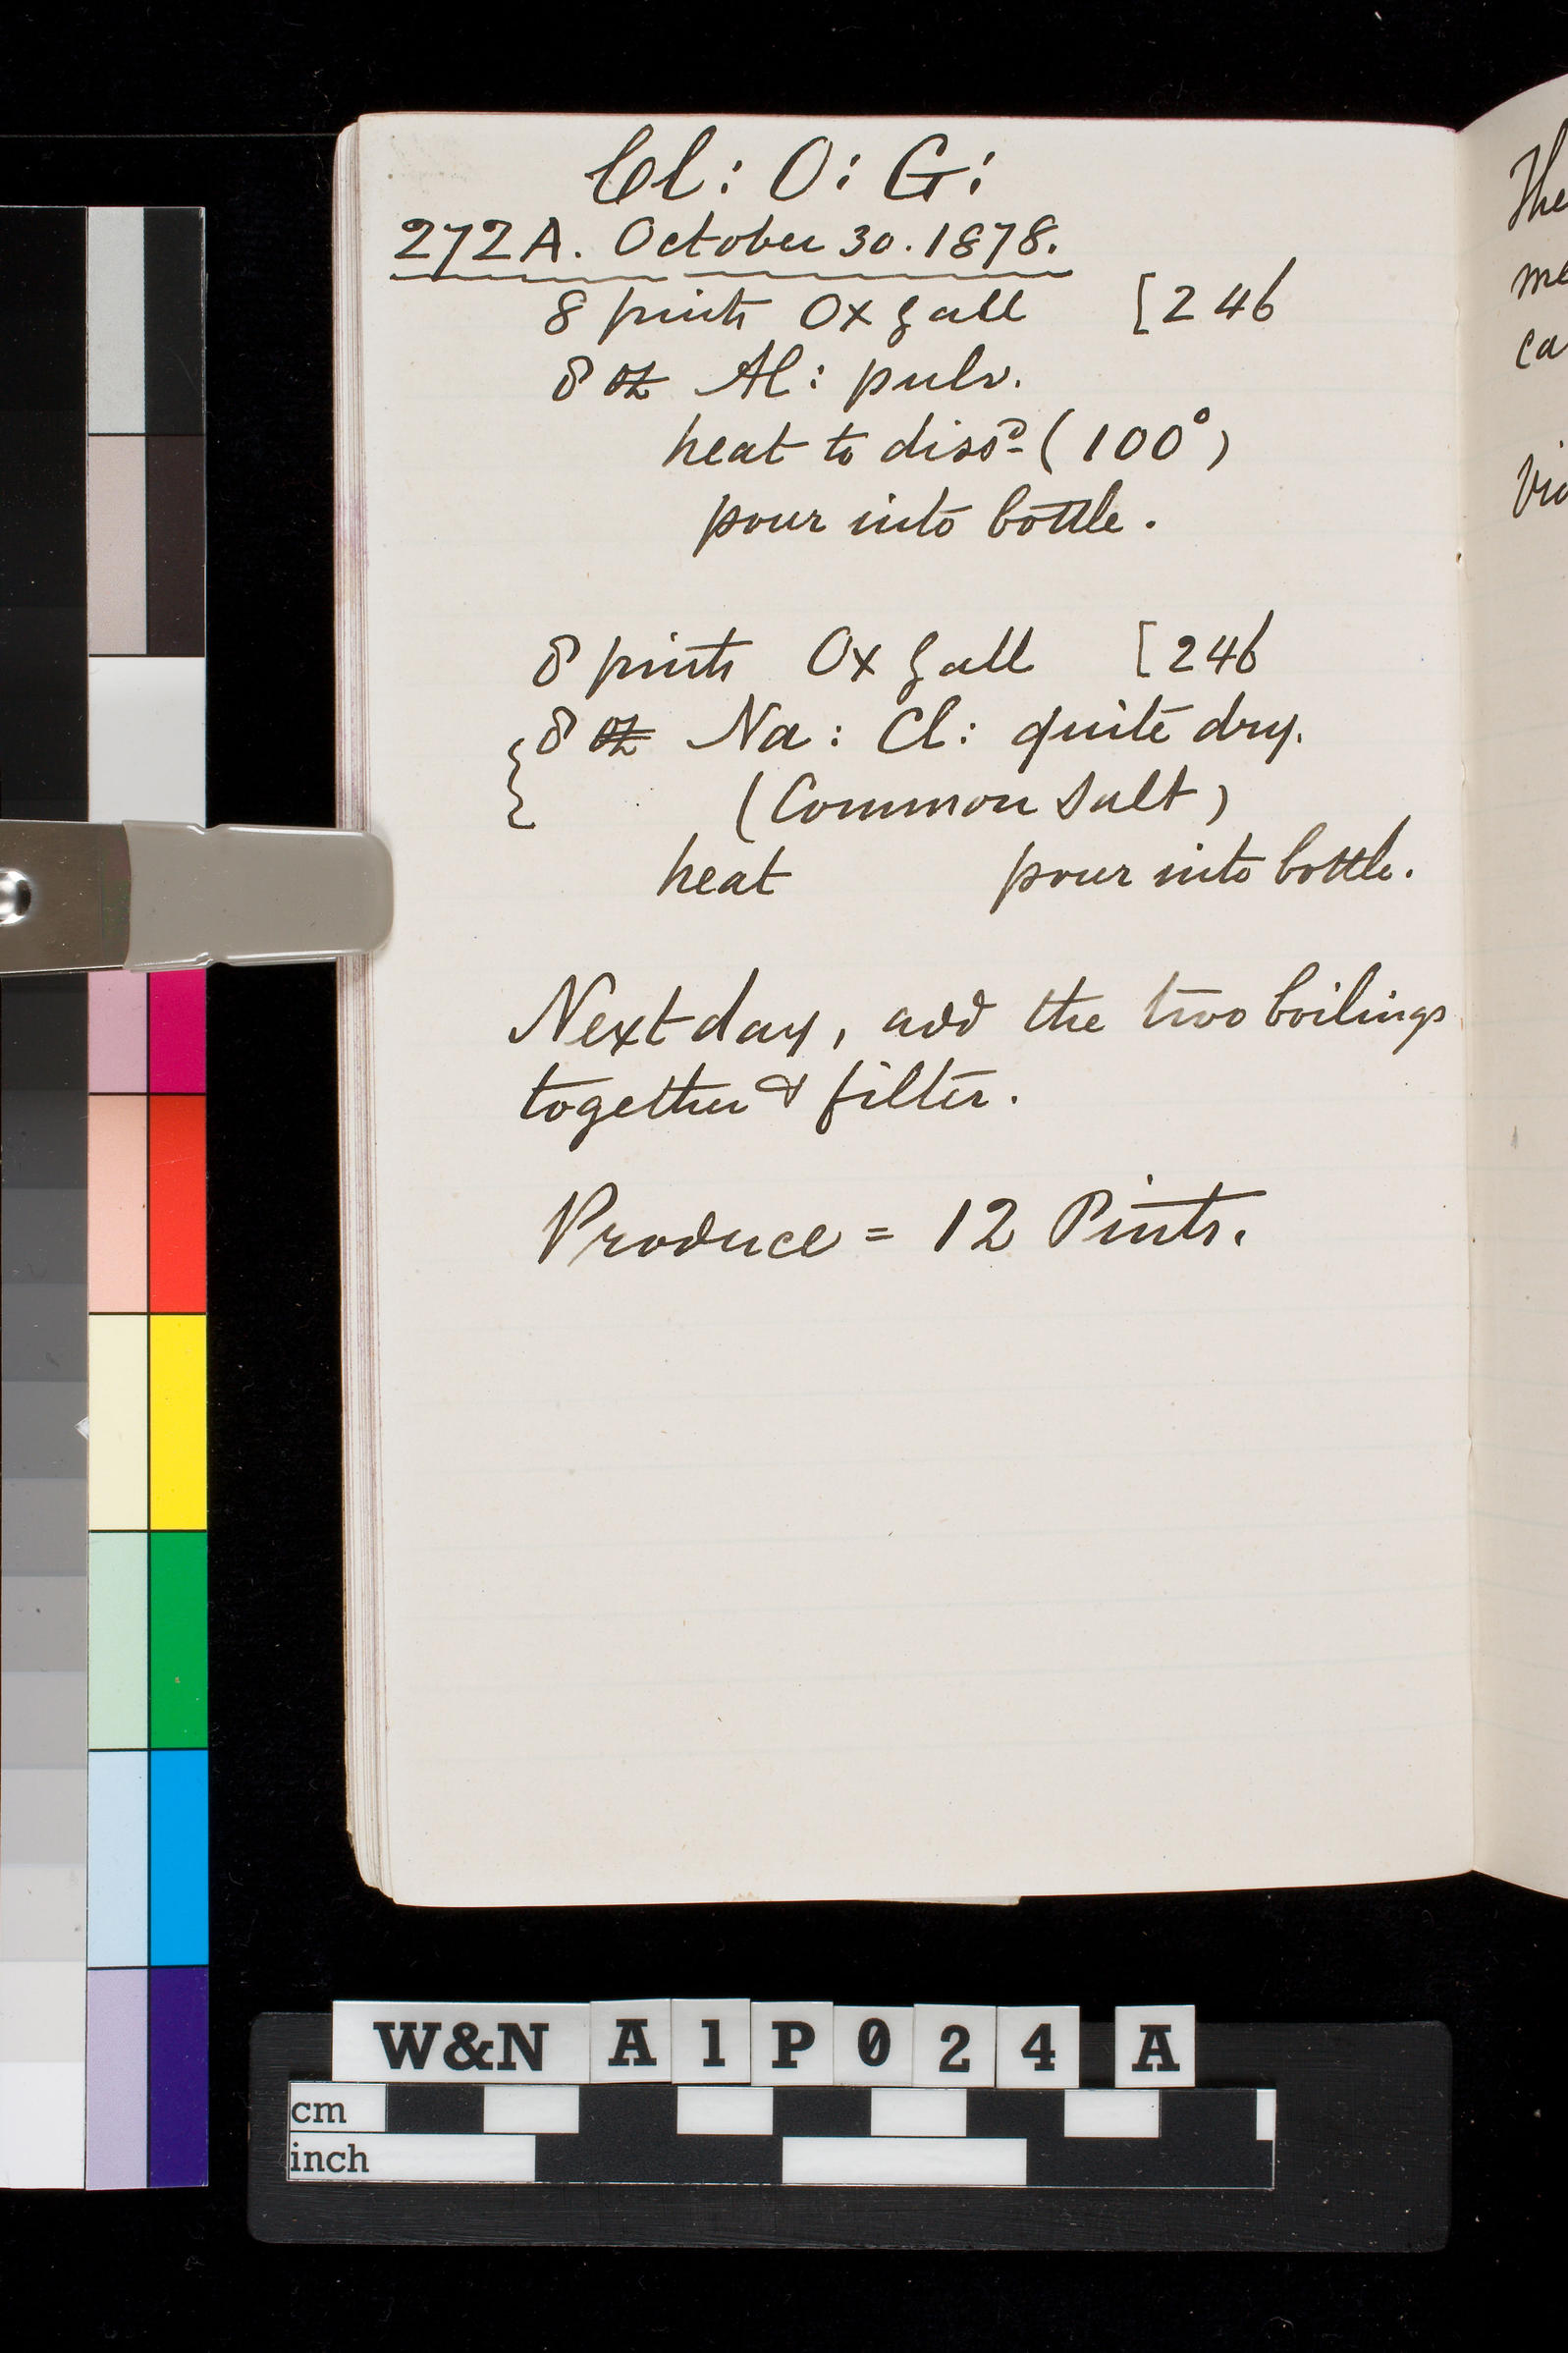 Cl: O: G:
272A. October 30. 1878.
8 pints Ox gall [246
8 oz Al: pulv.
heat to dissᵈ (100°)
pour into bottle.
8 pints Ox gall [246
8 oz Na: Cl: quite dry.
(Common Salt)
heat pour into bottle.
Next day, add the two boilings
together & filter.
Produce = 12 Pints.
The
me
ca
W&N A1P024 A
cm
inch